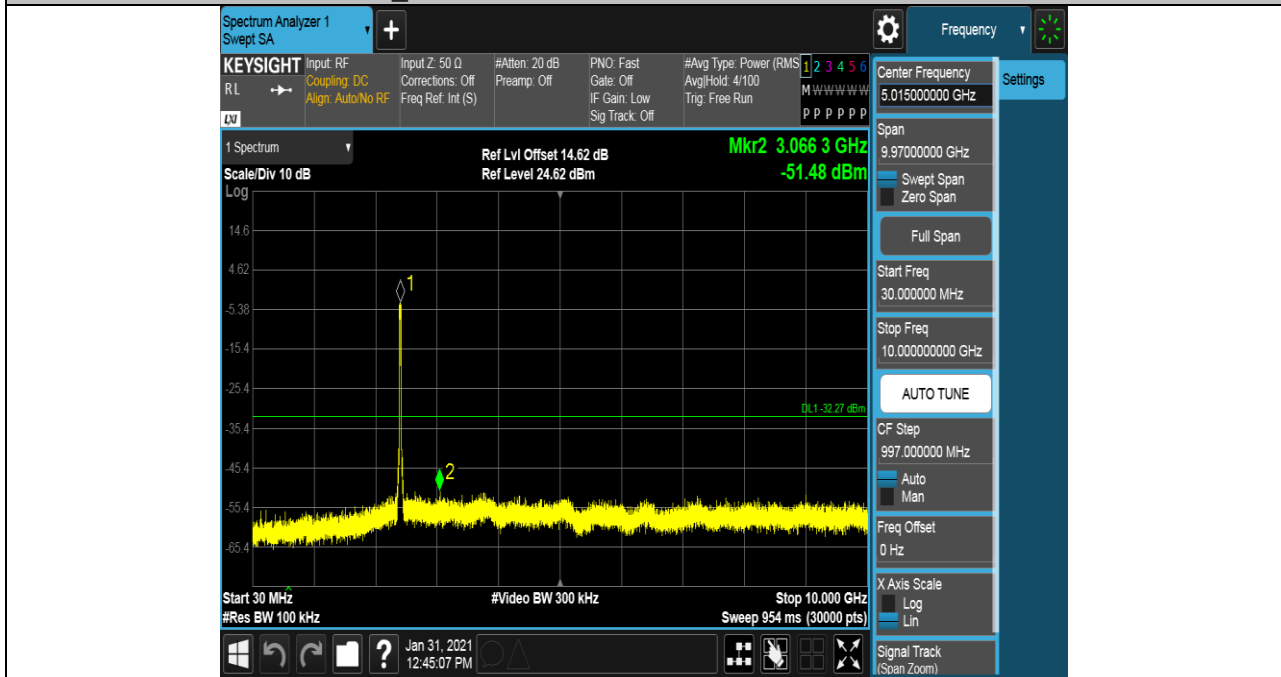 Spectrum Analyzer 1
Swept SA
+
Frequency
KEYSIGHT
RL
LXI
Input: RF
Coupling: DC
Align: Auto/No RF
Input Z: 50 Ω
Corrections: Off
Freq Ref: Int (S)
#Atten: 20 dB
Preamp: Off
PNO: Fast
Gate: Off
IF Gain: Low
Sig Track: Off
#Avg Type: Power (RMS
Avg|Hold: 4/100
Trig: Free Run
1 2 3 4 5 6
M W W W W W
P P P P P P
1 Spectrum
Scale/Div 10 dB
Ref Lvl Offset 14.62 dB
Ref Level 24.62 dBm
Mkr2 3.066 3 GHz
-51.48 dBm
Log
14.6
4.62
-5.38
-15.4
-25.4
-35.4
-45.4
-55.4
-65.4
1
2
DL1 -32.27 dBm
Start 30 MHz
#Res BW 100 kHz
#Video BW 300 kHz
Stop 10.000 GHz
Sweep 954 ms (30000 pts)
?
Jan 31, 2021
12:45:07 PM
Center Frequency
5.015000000 GHz
Span
9.97000000 GHz
Swept Span
Zero Span
Full Span
Start Freq
30.000000 MHz
Stop Freq
10.000000000 GHz
AUTO TUNE
CF Step
997.000000 MHz
Auto
Man
Freq Offset
0 Hz
X Axis Scale
Log
Lin
Signal Track
(Span Zoom)
Settings